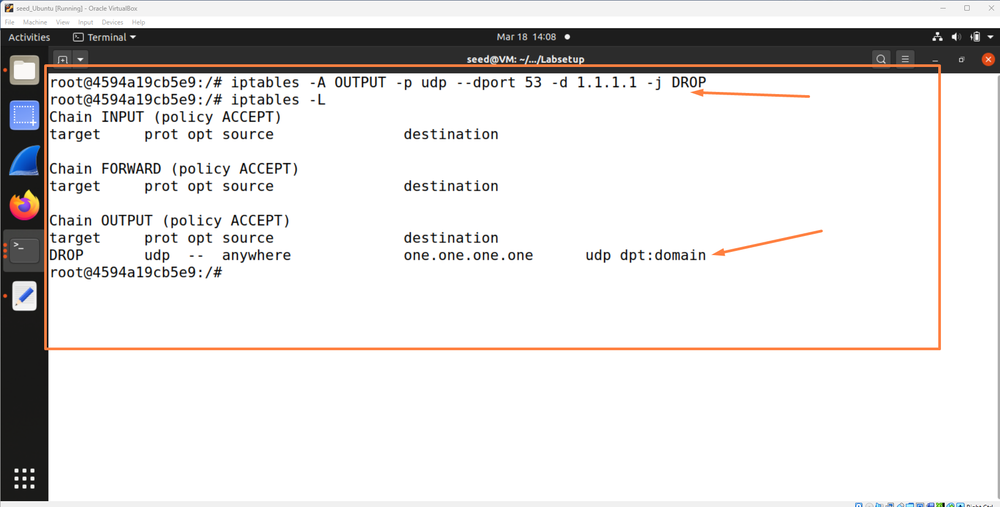 seed_Ubuntu [Running] - Oracle VirtualBox
File Machine View Input Devices Help
Activities Terminal Mar 18 14:08
seed@VM: ~/.../Labsetup
root@4594a19cb5e9:/# iptables -A OUTPUT -p udp --dport 53 -d 1.1.1.1 -j DROP
root@4594a19cb5e9:/# iptables -L
Chain INPUT (policy ACCEPT)
target     prot opt source               destination
Chain FORWARD (policy ACCEPT)
target     prot opt source               destination
Chain OUTPUT (policy ACCEPT)
target     prot opt source               destination
DROP       udp  --  anywhere             one.one.one.one      udp dpt:domain
root@4594a19cb5e9:/#
Right Ctrl